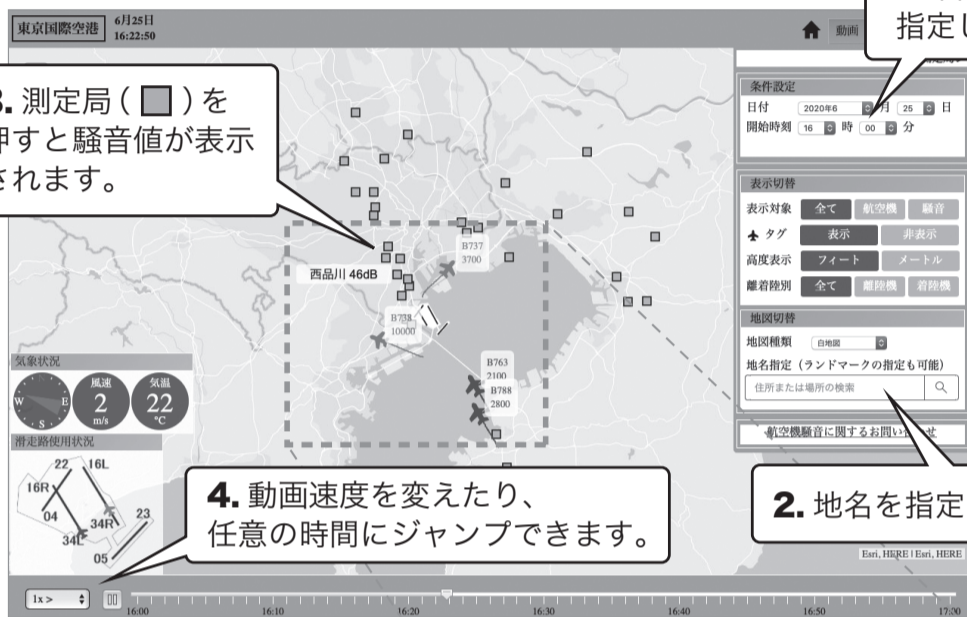 東京国際空港
6月25日
16:22:50
動画
指定し
3. 測定局(■)を
押すと騒音値が表示
されます。
条件設定
日付 2020年6 月 25 日
開始時刻 16 時 00 分
表示切替
表示対象 全て 航空機 騒音
タグ 表示 非表示
高度表示 フィート メートル
離着陸別 全て 離陸機 着陸機
地図切替
地図種類 白地図
地名指定(ランドマークの指定も可能)
住所または場所の検索
航空機騒音に関するお問い合わせ
2. 地名を指定
B737
3700
西品川 46dB
B738
10000
B763
2100
B788
2800
気象状況
W E S
風速
2
m/s
気温
22
℃
滑走路使用状況
22 16L
16R
04
34R 23
34L
05
4. 動画速度を変えたり、
任意の時間にジャンプできます。
Esri, HERE | Esri, HERE
1x >
16:00 16:10 16:20 16:30 16:40 16:50 17:00